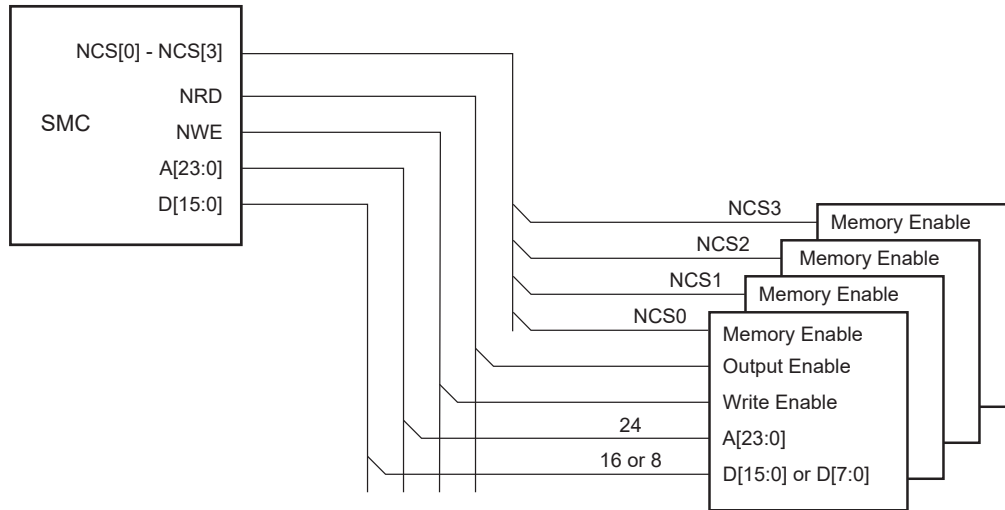 NCS[0] - NCS[3]
NRD
SMC
NWE
A[23:0]
D[15:0]
NCS3
Memory Enable
NCS2
Memory Enable
NCS1
Memory Enable
NCS0
Memory Enable
Output Enable
Write Enable
24
A[23:0]
16 or 8
D[15:0] or D[7:0]